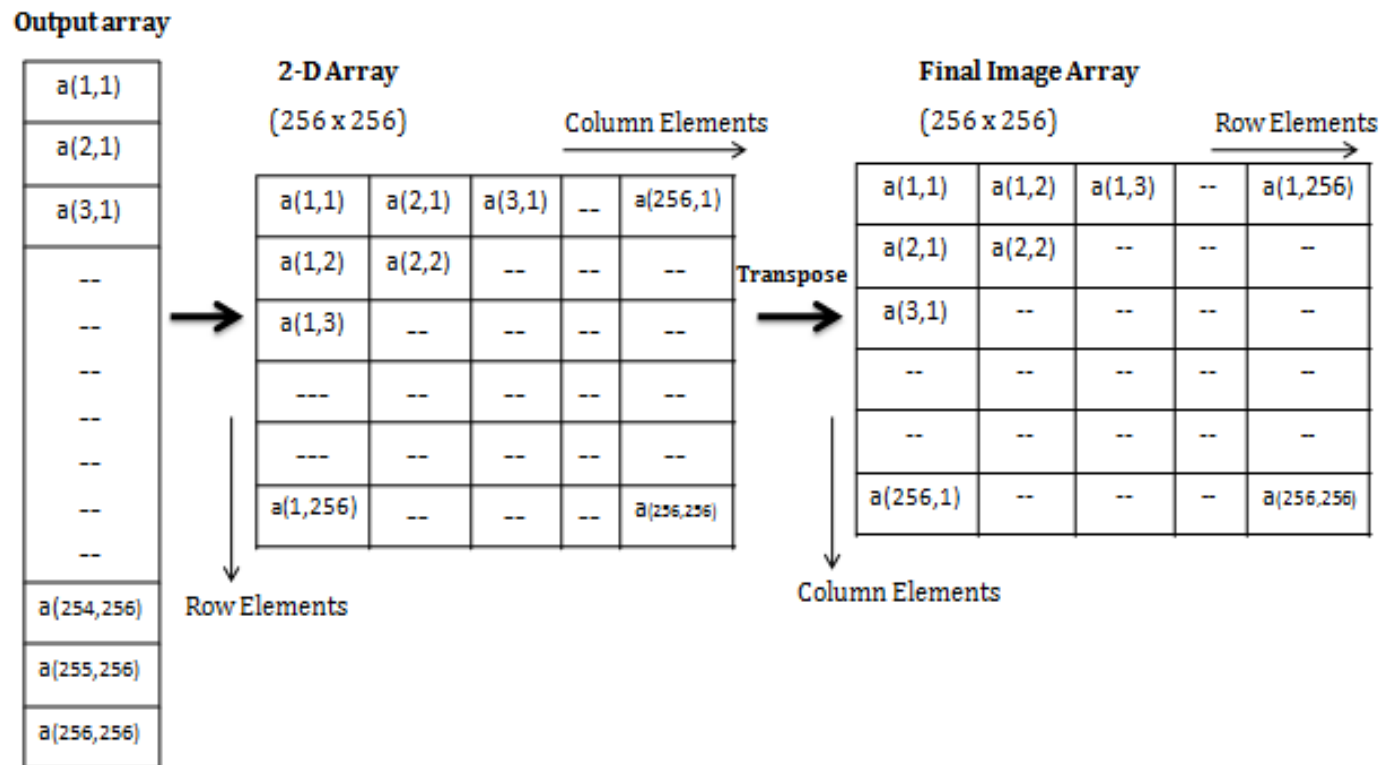 Output array
a(1,1)
a(2,1)
a(3,1)
--
--
--
--
--
--
--
a(254,256)
a(255,256)
a(256,256)
2-D Array
(256 x 256)
Column Elements
a(1,1) a(2,1) a(3,1) -- a(256,1)
a(1,2) a(2,2) -- -- --
a(1,3) -- -- -- --
--- -- -- -- --
--- -- -- -- --
a(1,256) -- -- -- a(256,256)
Row Elements
Transpose
Final Image Array
(256 x 256)
Row Elements
a(1,1) a(1,2) a(1,3) -- a(1,256)
a(2,1) a(2,2) -- -- --
a(3,1) -- -- -- --
-- -- -- -- --
-- -- -- -- --
a(256,1) -- -- -- a(256,256)
Column Elements